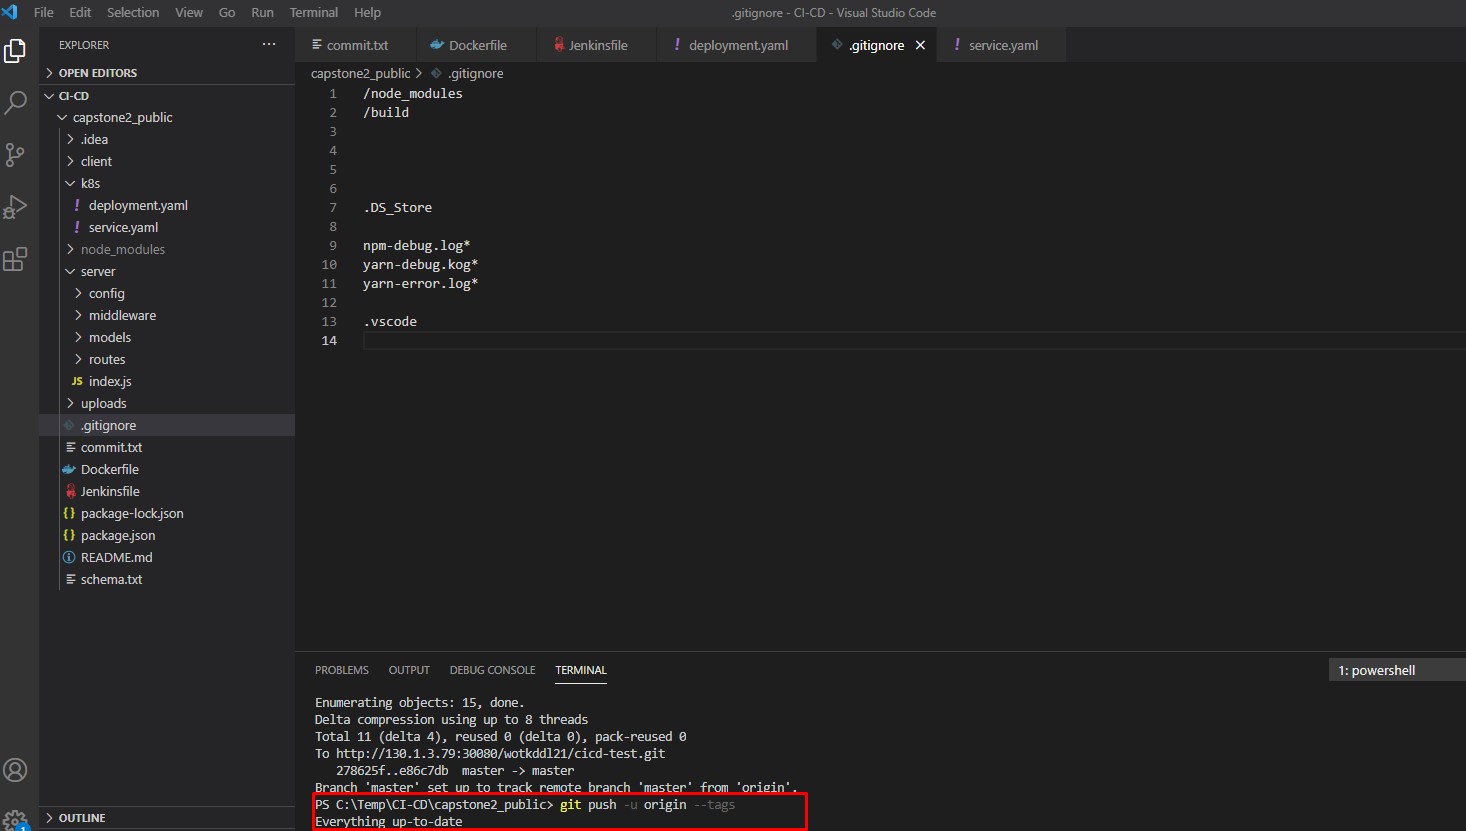 File Edit Selection View Go Run Terminal Help
.gitignore - CI-CD - Visual Studio Code
EXPLORER
OPEN EDITORS
CI-CD
capstone2_public
.idea
client
k8s
deployment.yaml
service.yaml
node_modules
server
config
middleware
models
routes
JS index.js
uploads
.gitignore
commit.txt
Dockerfile
Jenkinsfile
{} package-lock.json
{} package.json
README.md
schema.txt
OUTLINE
1
commit.txt Dockerfile Jenkinsfile ! deployment.yaml .gitignore ! service.yaml
capstone2_public > .gitignore
1 /node_modules
2 /build
3
4
5
6
7 .DS_Store
8
9 npm-debug.log*
10 yarn-debug.kog*
11 yarn-error.log*
12
13 .vscode
14
PROBLEMS OUTPUT DEBUG CONSOLE TERMINAL
1: powershell
Enumerating objects: 15, done.
Delta compression using up to 8 threads
Total 11 (delta 4), reused 0 (delta 0), pack-reused 0
To http://130.1.3.79:30080/wotkddl21/cicd-test.git
278625f..e86c7db master -> master
Branch 'master' set up to track remote branch 'master' from 'origin'.
PS C:\Temp\CI-CD\capstone2_public> git push -u origin --tags
Everything up-to-date